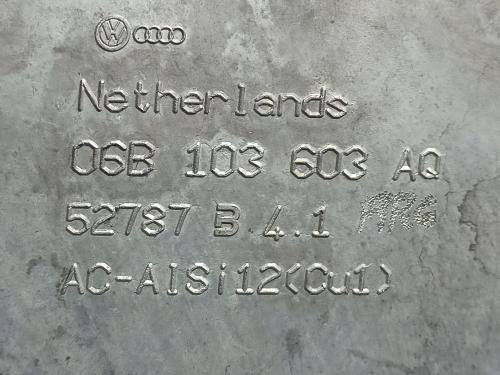 Netherlands
06B 103 603 AQ
52787 B 4.1
AC-AlSi12(Cu1)